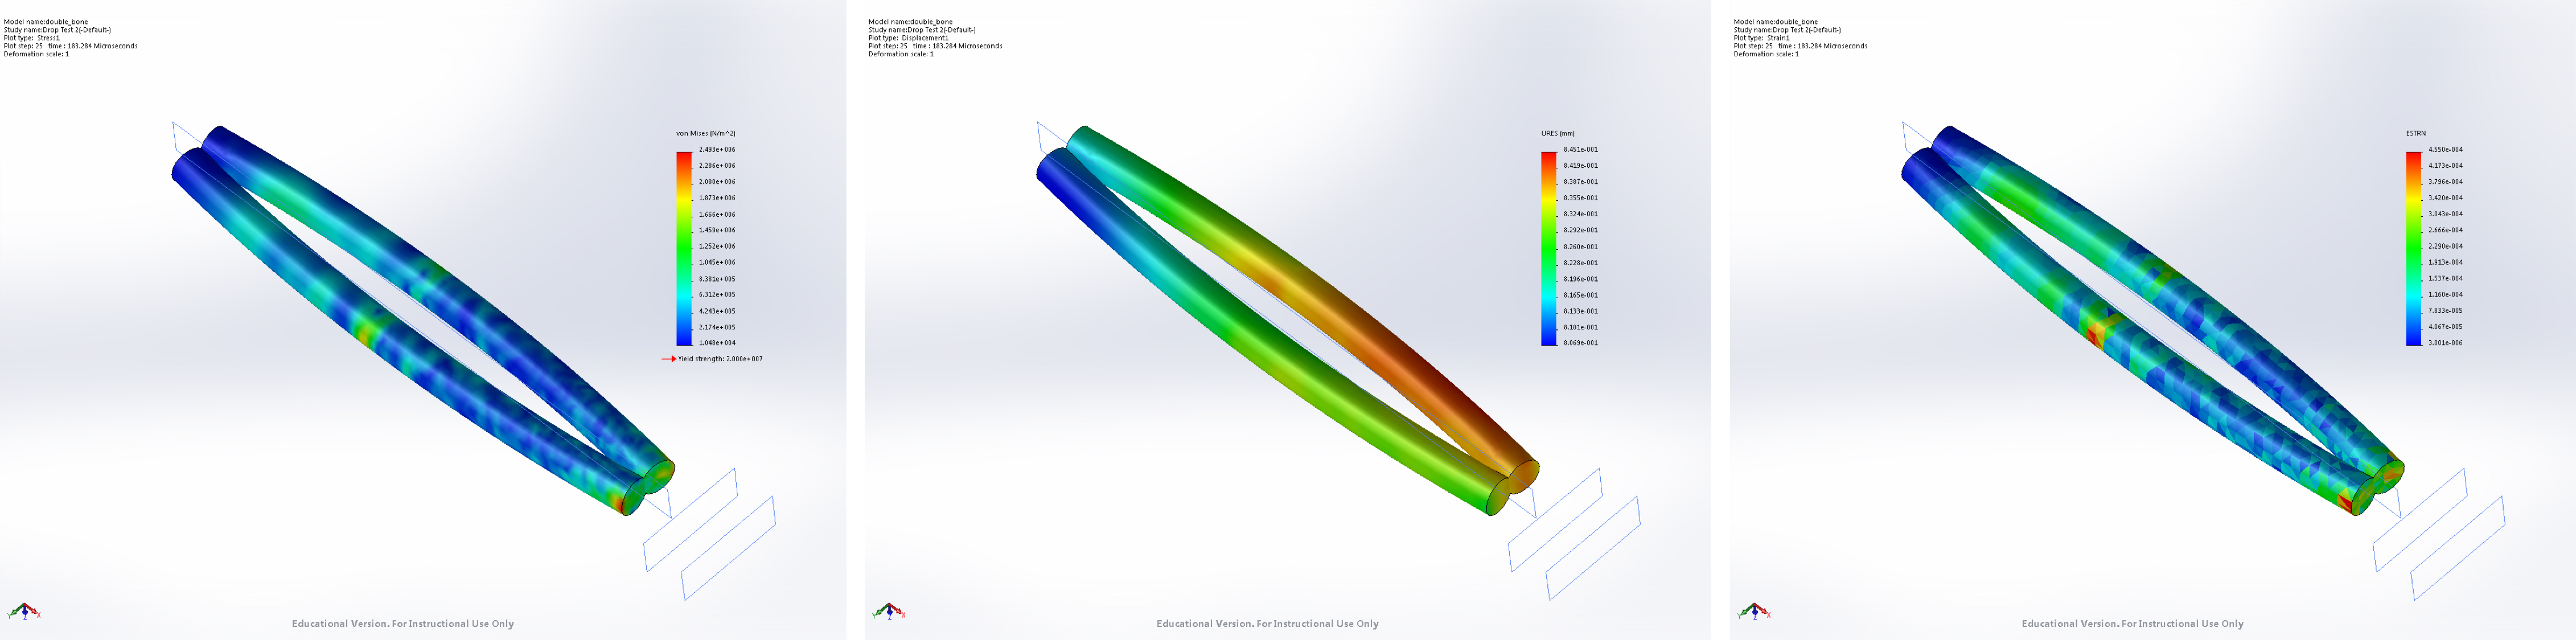 Model name:double_bone
Study name:Drop Test 2(-Default-)
Plot type: Stress1
Plot step: 25 time : 183.284 Microseconds
Deformation scale: 1
von Mises (N/m^2)
2.493e+006
2.286e+006
2.080e+006
1.873e+006
1.666e+006
1.459e+006
1.252e+006
1.045e+006
8.381e+005
6.312e+005
4.243e+005
2.174e+005
1.048e+004
Yield strength: 2.000e+007
Y
X
Z
Educational Version. For Instructional Use Only
Model name:double_bone
Study name:Drop Test 2(-Default-)
Plot type: Displacement1
Plot step: 25 time : 183.284 Microseconds
Deformation scale: 1
URES (mm)
8.451e-001
8.419e-001
8.387e-001
8.355e-001
8.324e-001
8.292e-001
8.260e-001
8.228e-001
8.196e-001
8.165e-001
8.133e-001
8.101e-001
8.069e-001
Y
X
Z
Educational Version. For Instructional Use Only
Model name:double_bone
Study name:Drop Test 2(-Default-)
Plot type: Strain1
Plot step: 25 time : 183.284 Microseconds
Deformation scale: 1
ESTRN
4.550e-004
4.173e-004
3.796e-004
3.420e-004
3.043e-004
2.666e-004
2.290e-004
1.913e-004
1.537e-004
1.160e-004
7.833e-005
4.067e-005
3.001e-006
Y
X
Z
Educational Version. For Instructional Use Only